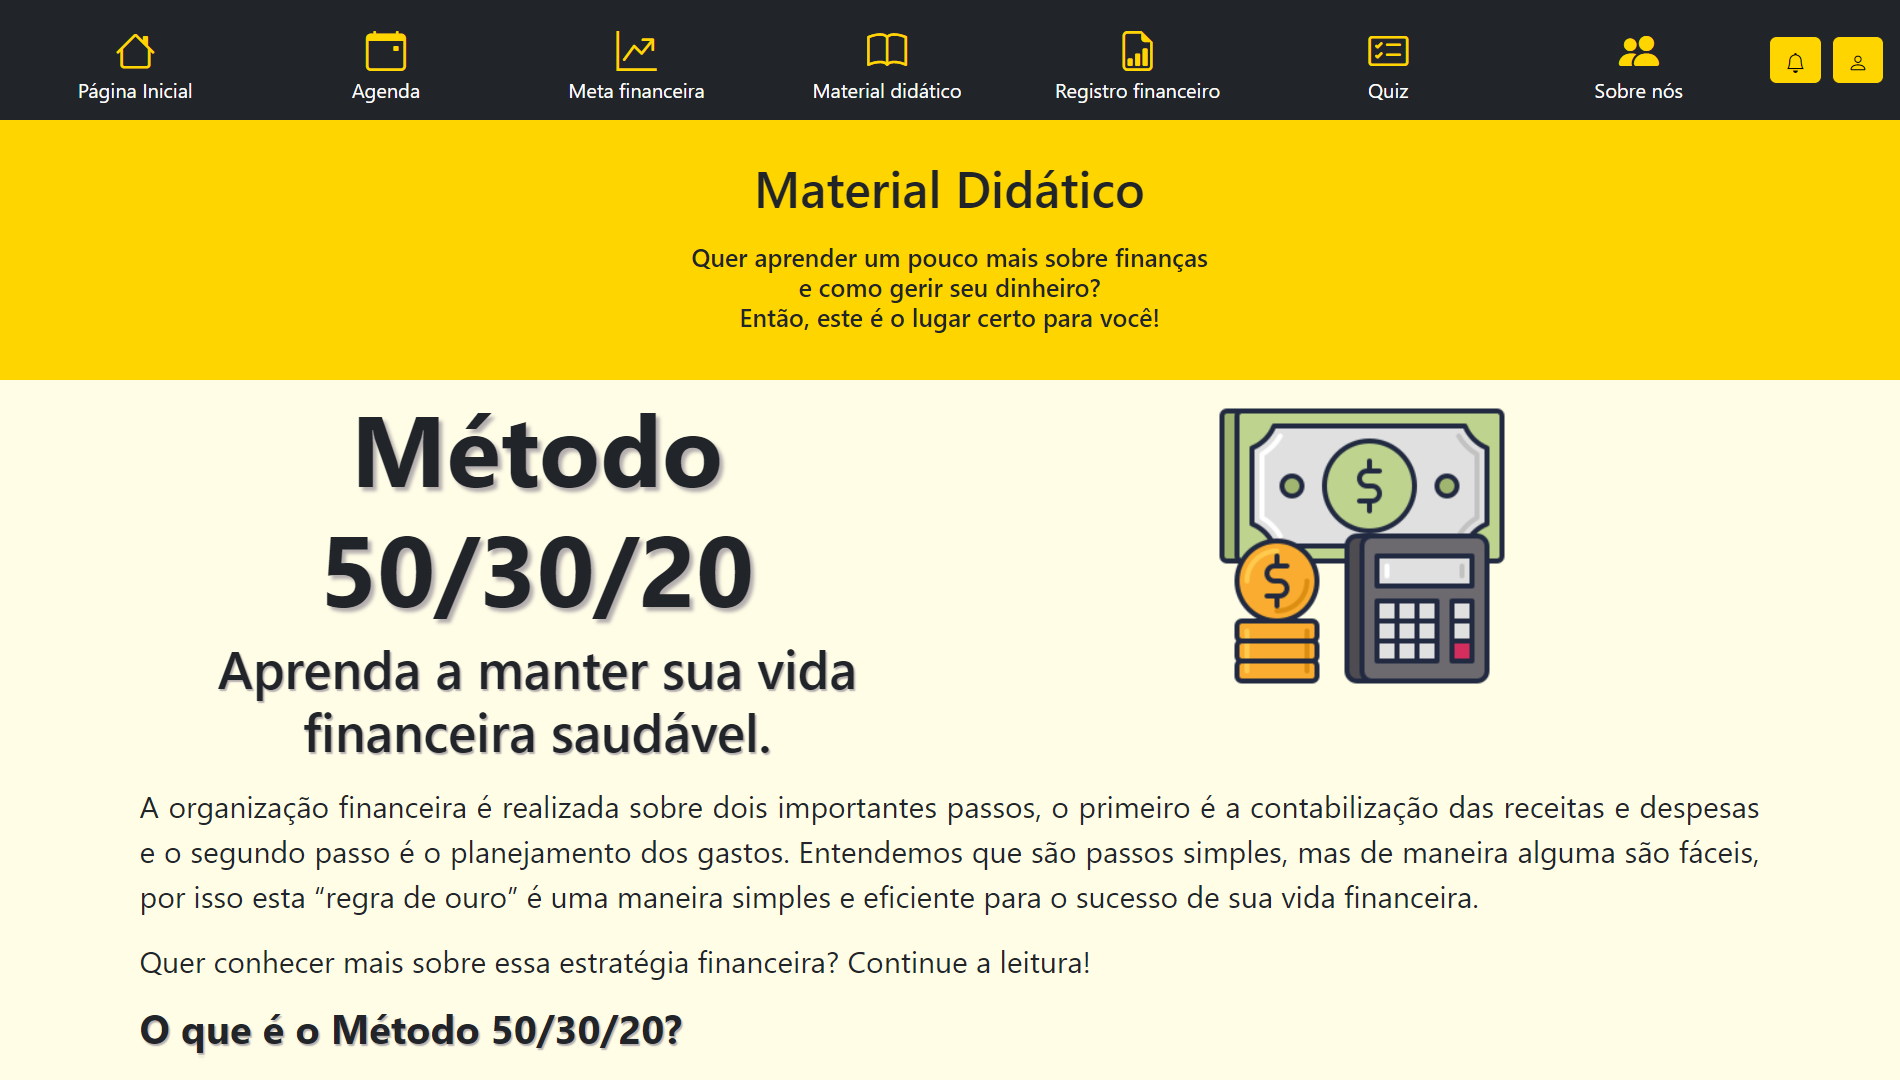 Página Inicial
Agenda
Meta financeira
Material didático
Registro financeiro
Quiz
Sobre nós
Material Didático
Quer aprender um pouco mais sobre finanças
e como gerir seu dinheiro?
Então, este é o lugar certo para você!
Método
50/30/20
Aprenda a manter sua vida
financeira saudável.
$
$
A organização financeira é realizada sobre dois importantes passos, o primeiro é a contabilização das receitas e despesas
e o segundo passo é o planejamento dos gastos. Entendemos que são passos simples, mas de maneira alguma são fáceis,
por isso esta “regra de ouro” é uma maneira simples e eficiente para o sucesso de sua vida financeira.
Quer conhecer mais sobre essa estratégia financeira? Continue a leitura!
O que é o Método 50/30/20?